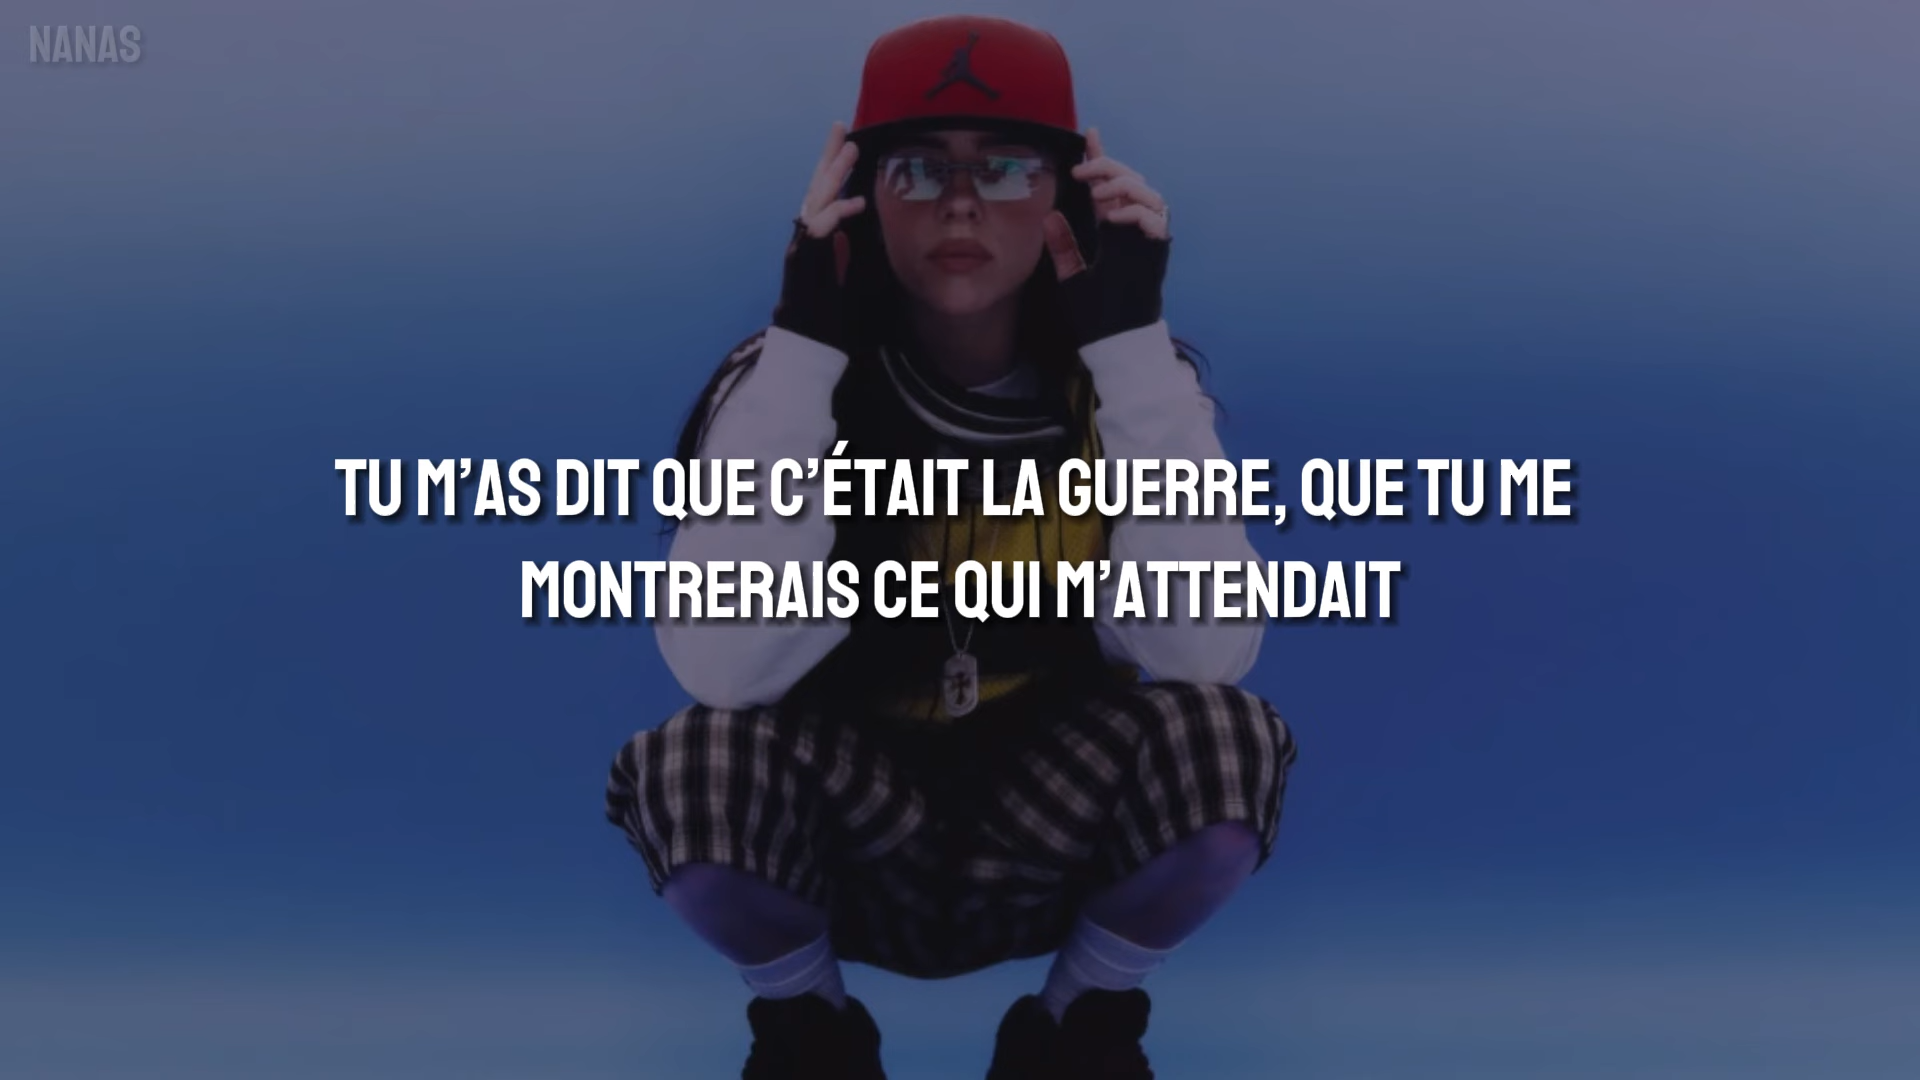 NANAS
TU M’AS DIT QUE C’ÉTAIT LA GUERRE, QUE TU ME
MONTRERAIS CE QUI M’ATTENDAIT